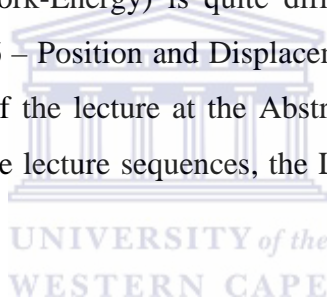 ork-Energy) is quite diff
– Position and Displacem
f the lecture at the Abstr
e lecture sequences, the
UNIVERSITY of the
WESTERN CAPE